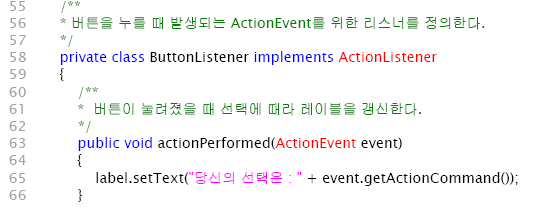 55 /**
56 * 버튼을 누를 때 발생되는 ActionEvent를 위한 리스너를 정의한다.
57 */
58 private class ButtonListener implements ActionListener
59 {
60 /**
61 * 버튼이 눌려졌을 때 선택에 때라 레이블을 갱신한다.
62 */
63 public void actionPerformed(ActionEvent event)
64 {
65 label.setText("당신의 선택은 : " + event.getActionCommand());
66 }